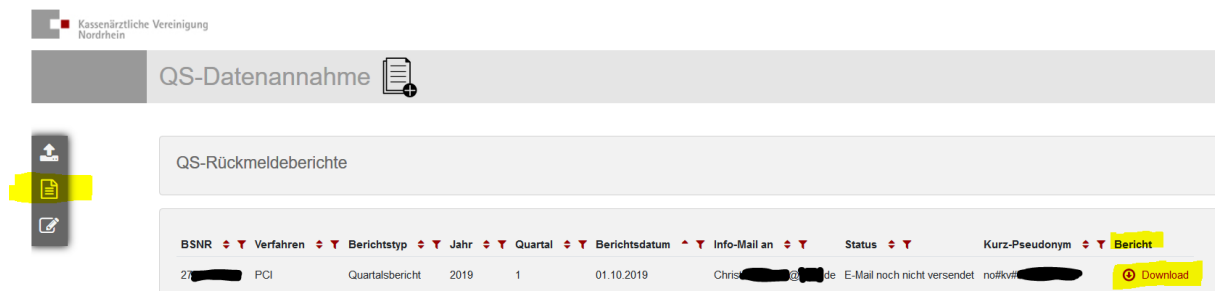 Kassenärztliche Vereinigung
Nordrhein
QS-Datenannahme
QS-Rückmeldeberichte
BSNR Verfahren Berichtstyp Jahr Quartal Berichtsdatum Info-Mail an Status Kurz-Pseudonym Bericht
27 PCI Quartalsbericht 2019 1 01.10.2019 Christ @ de E-Mail noch nicht versendet no#kv# Download